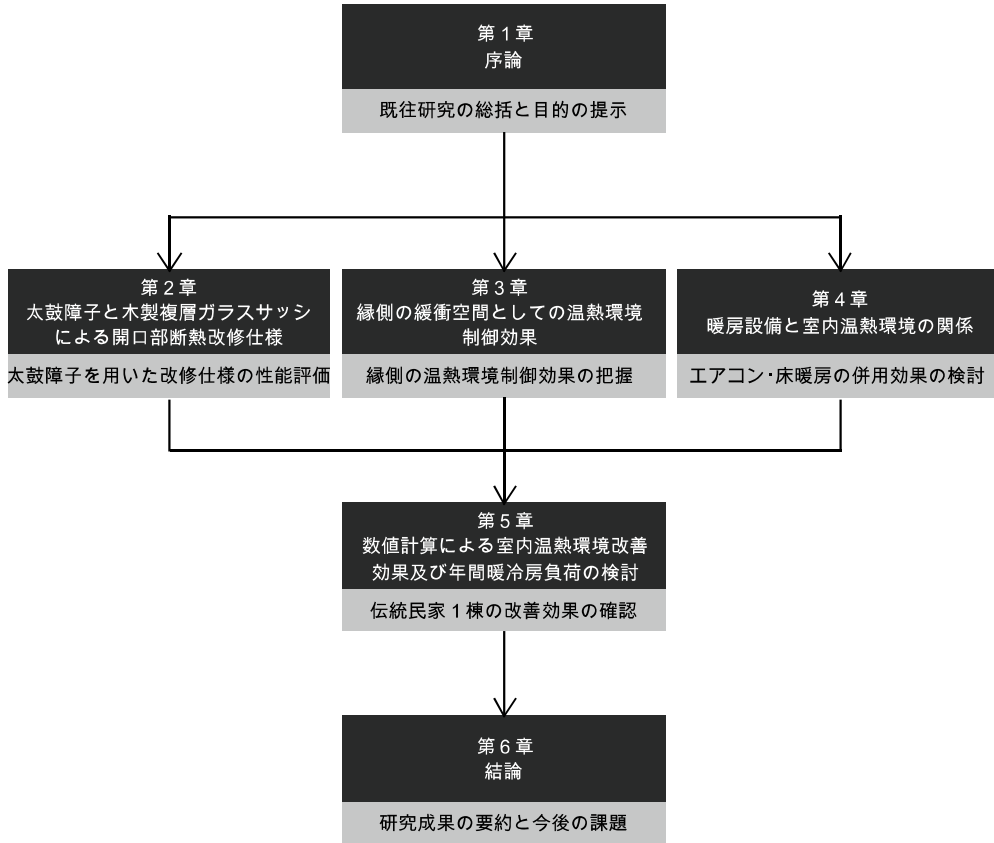 第1章
序論
既往研究の総括と目的の提示
第2章
太鼓障子と木製複層ガラスサッシ
による開口部断熱改修仕様
太鼓障子を用いた改修仕様の性能評価
第3章
縁側の緩衝空間としての温熱環境
制御効果
縁側の温熱環境制御効果の把握
第4章
暖房設備と室内温熱環境の関係
エアコン・床暖房の併用効果の検討
第5章
数値計算による室内温熱環境改善
効果及び年間暖冷房負荷の検討
伝統民家1棟の改善効果の確認
第6章
結論
研究成果の要約と今後の課題